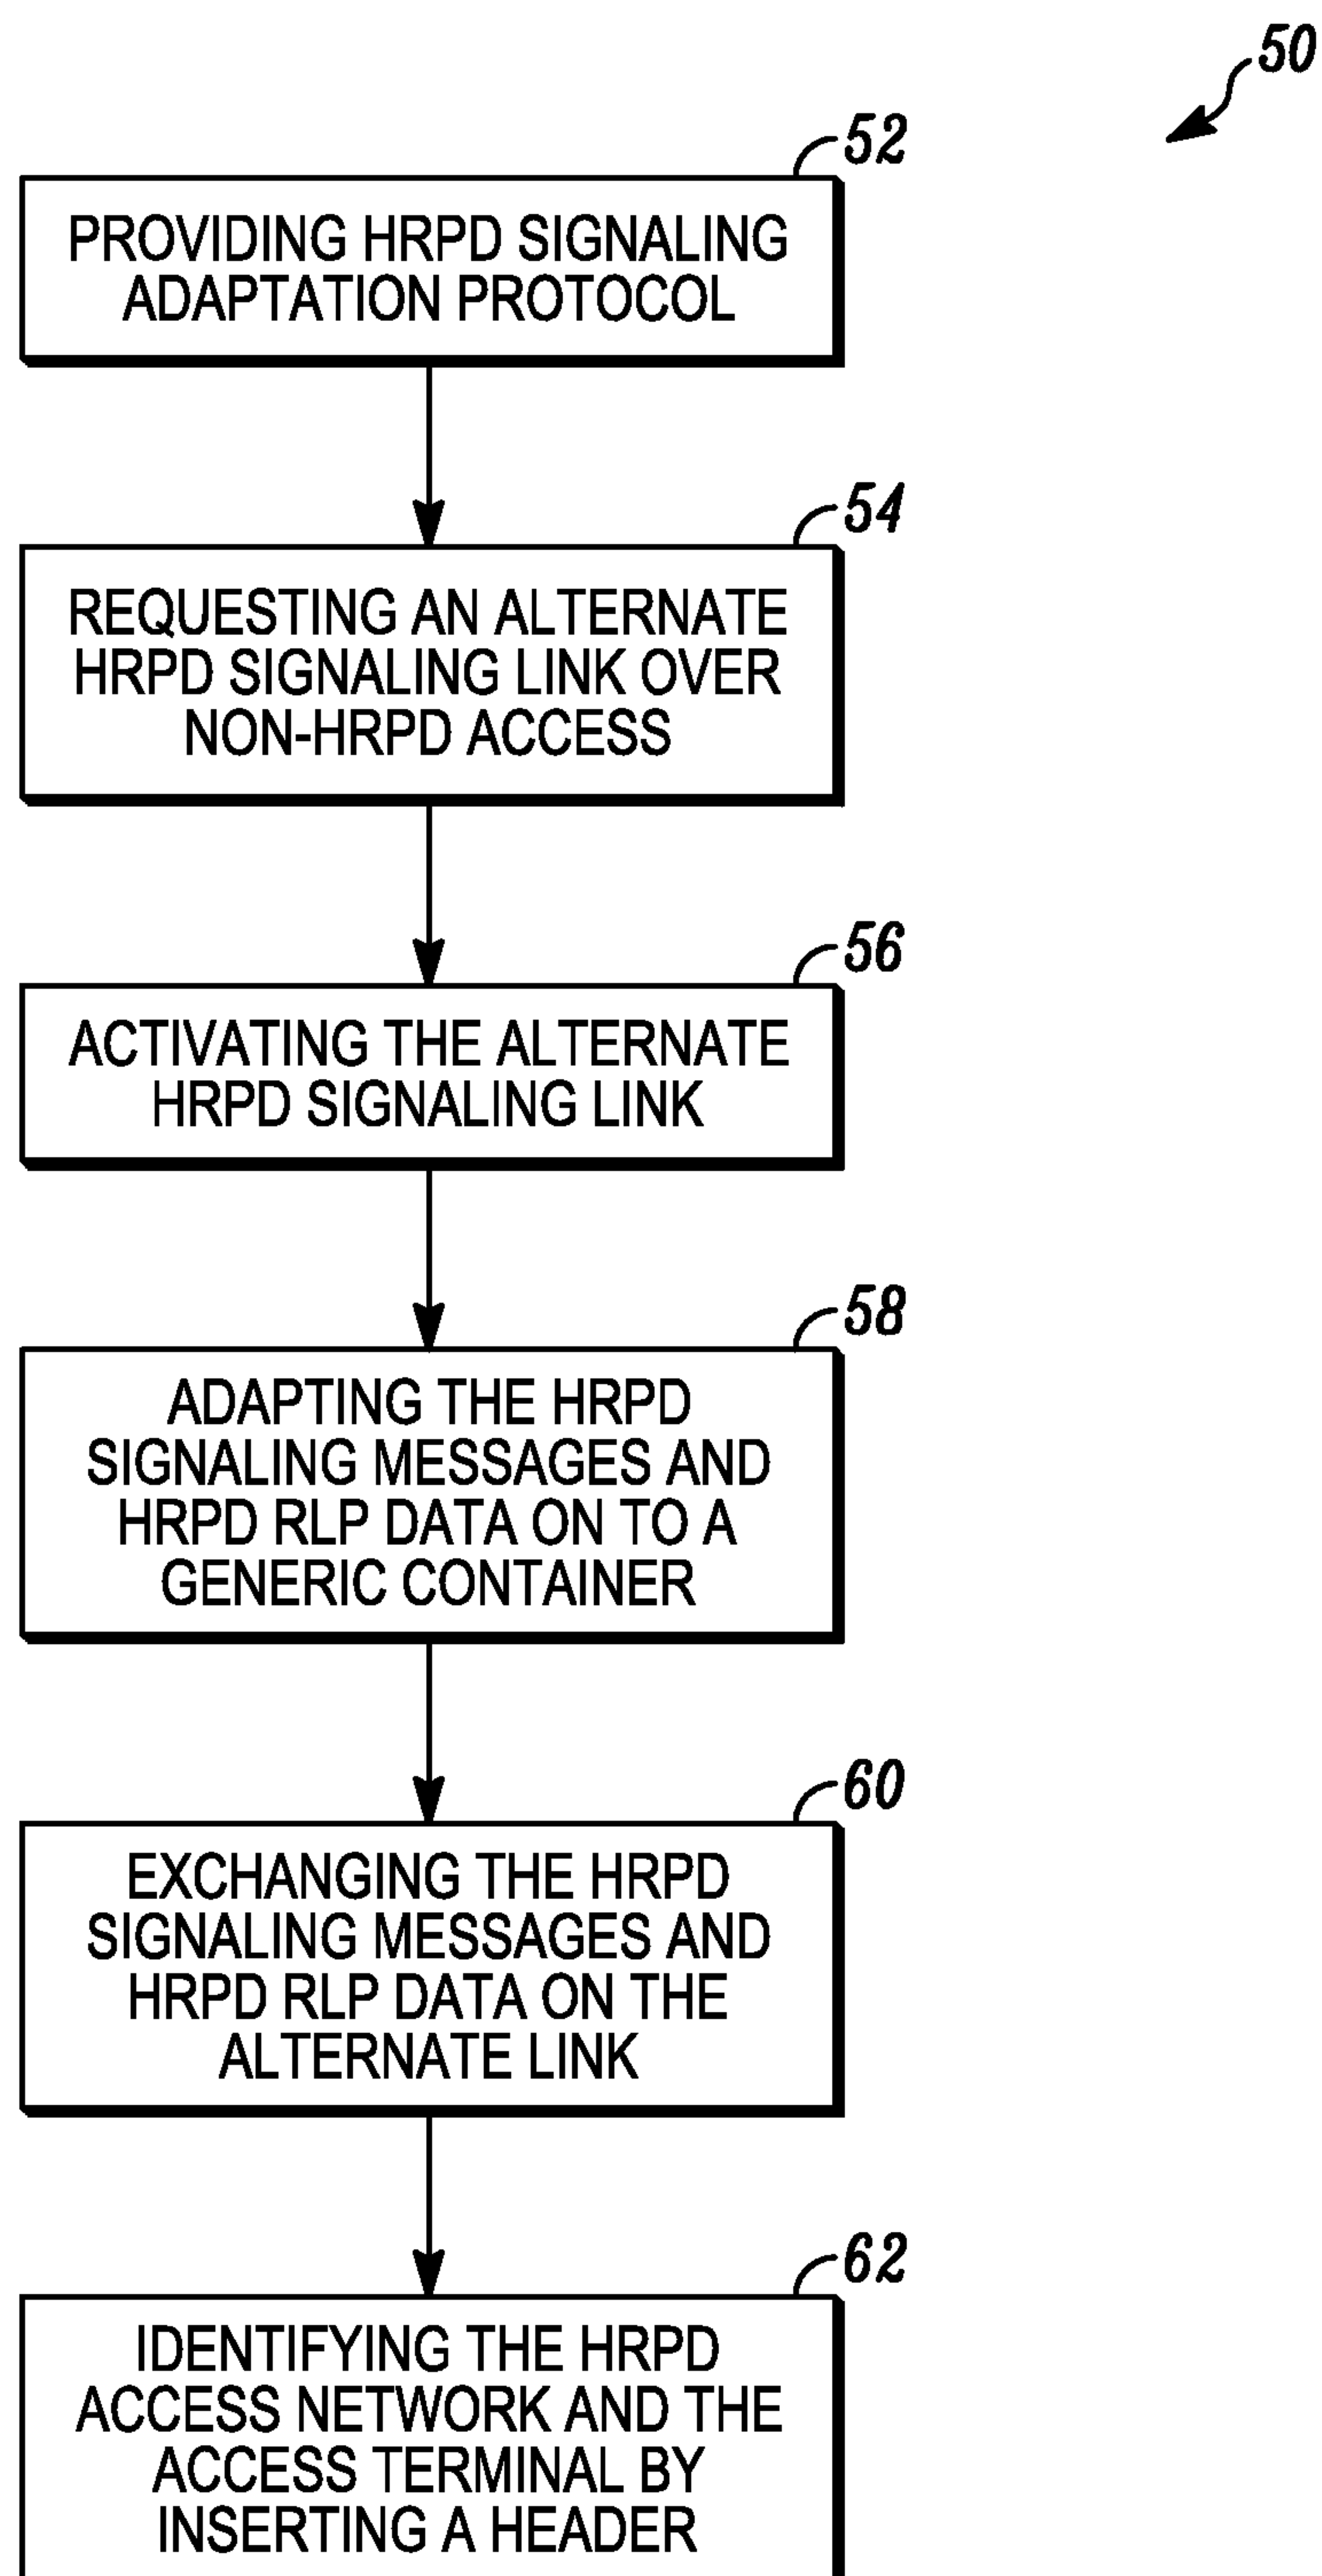 50
52
PROVIDING HRPD SIGNALING
ADAPTATION PROTOCOL
54
REQUESTING AN ALTERNATE
HRPD SIGNALING LINK OVER
NON-HRPD ACCESS
56
ACTIVATING THE ALTERNATE
HRPD SIGNALING LINK
58
ADAPTING THE HRPD
SIGNALING MESSAGES AND
HRPD RLP DATA ON TO A
GENERIC CONTAINER
60
EXCHANGING THE HRPD
SIGNALING MESSAGES AND
HRPD RLP DATA ON THE
ALTERNATE LINK
62
IDENTIFYING THE HRPD
ACCESS NETWORK AND THE
ACCESS TERMINAL BY
INSERTING A HEADER